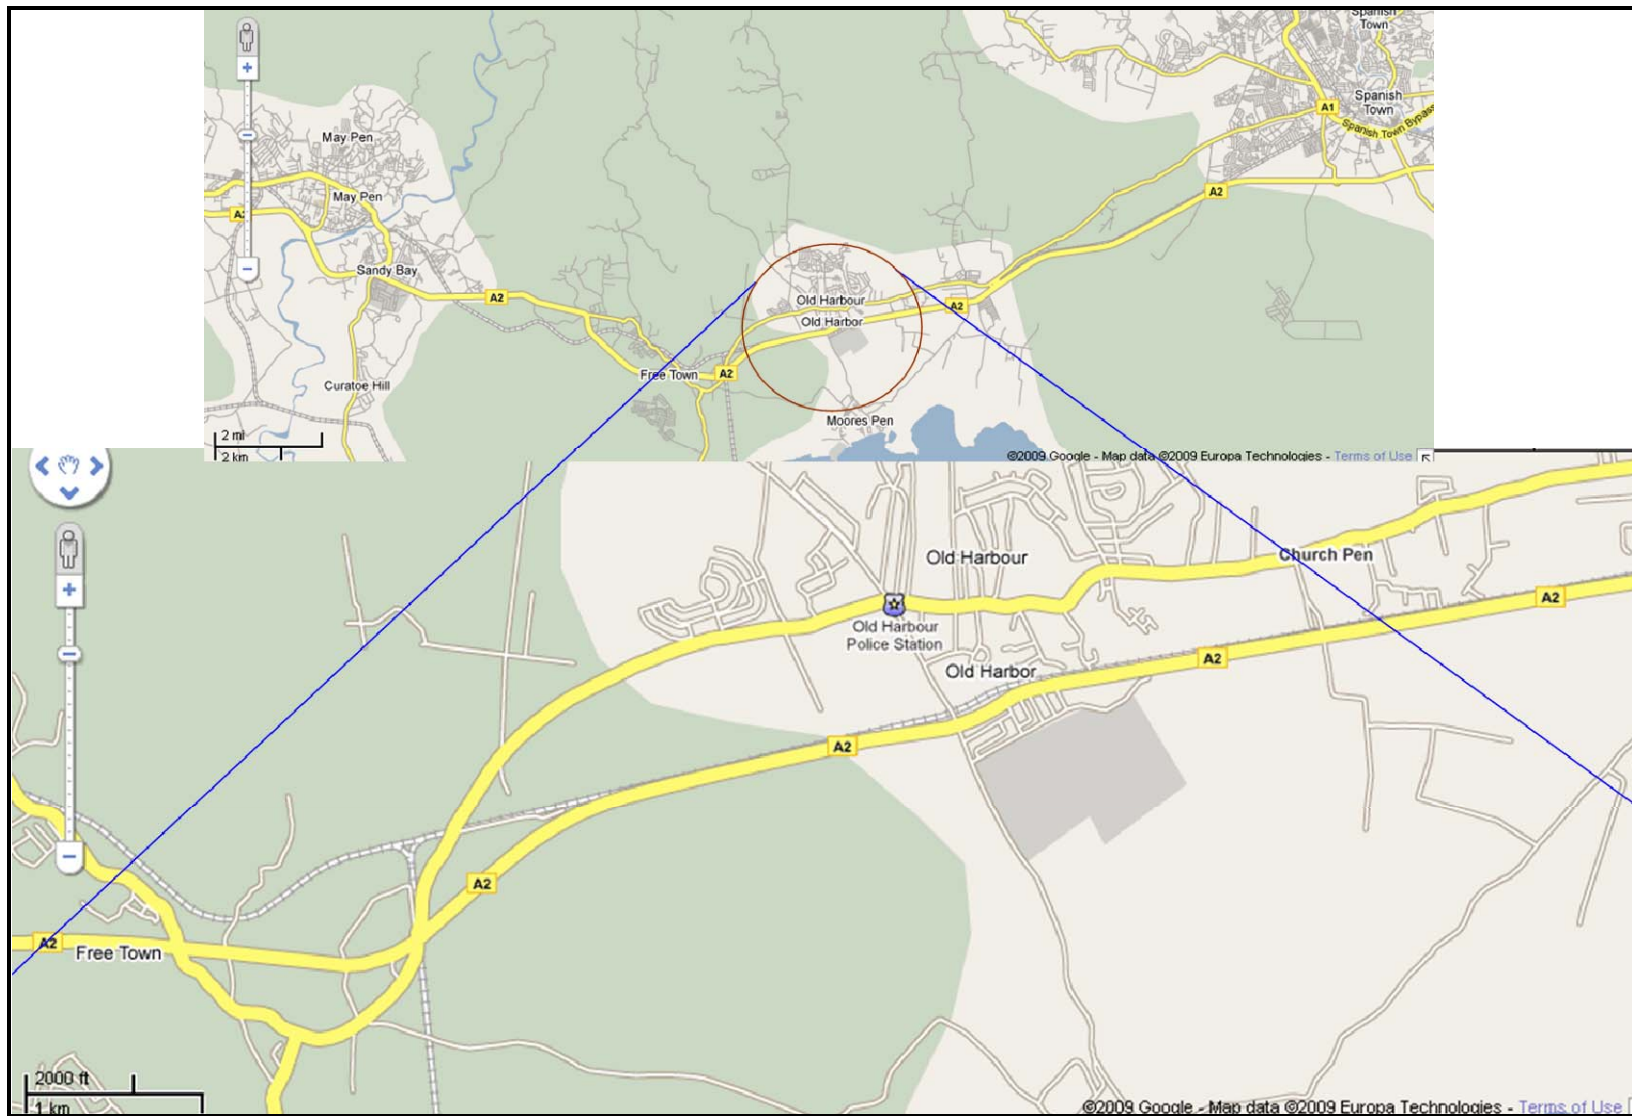 Spanish
Town
A1
Spanish
Town
Spanish Town Bypass
May Pen
May Pen
A2
A2
Sandy Bay
A2
Old Harbour
Old Harbor
A2
Free Town
A2
Curatoe Hill
Moores Pen
2 mi
2 km
©2009 Google - Map data ©2009 Europa Technologies - Terms of Use
Old Harbour
Church Pen
A2
Old Harbour
Police Station
Old Harbor
A2
A2
A2
A2
Free Town
2000 ft
1 km
©2009 Google - Map data ©2009 Europa Technologies - Terms of Use